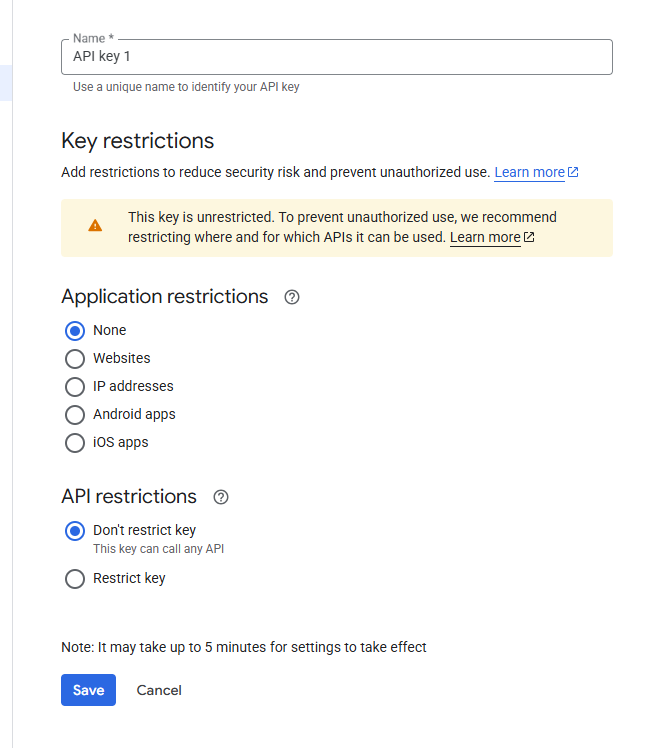 Name *
API key 1
Use a unique name to identify your API key
Key restrictions
Add restrictions to reduce security risk and prevent unauthorized use. Learn more
This key is unrestricted. To prevent unauthorized use, we recommend
restricting where and for which APIs it can be used. Learn more
Application restrictions
None
Websites
IP addresses
Android apps
iOS apps
API restrictions
Don't restrict key
This key can call any API
Restrict key
Note: It may take up to 5 minutes for settings to take effect
Save Cancel